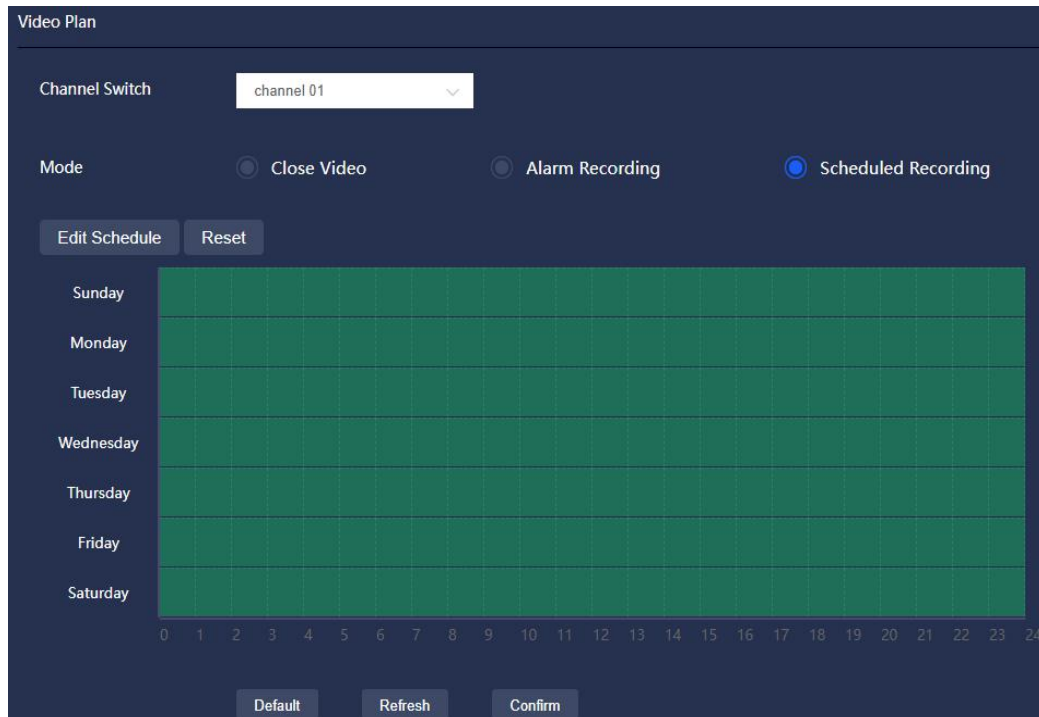 Video Plan
Channel Switch channel 01
Mode Close Video Alarm Recording Scheduled Recording
Edit Schedule Reset
Sunday
Monday
Tuesday
Wednesday
Thursday
Friday
Saturday
0 1 2 3 4 5 6 7 8 9 10 11 12 13 14 15 16 17 18 19 20 21 22 23 24
Default Refresh Confirm